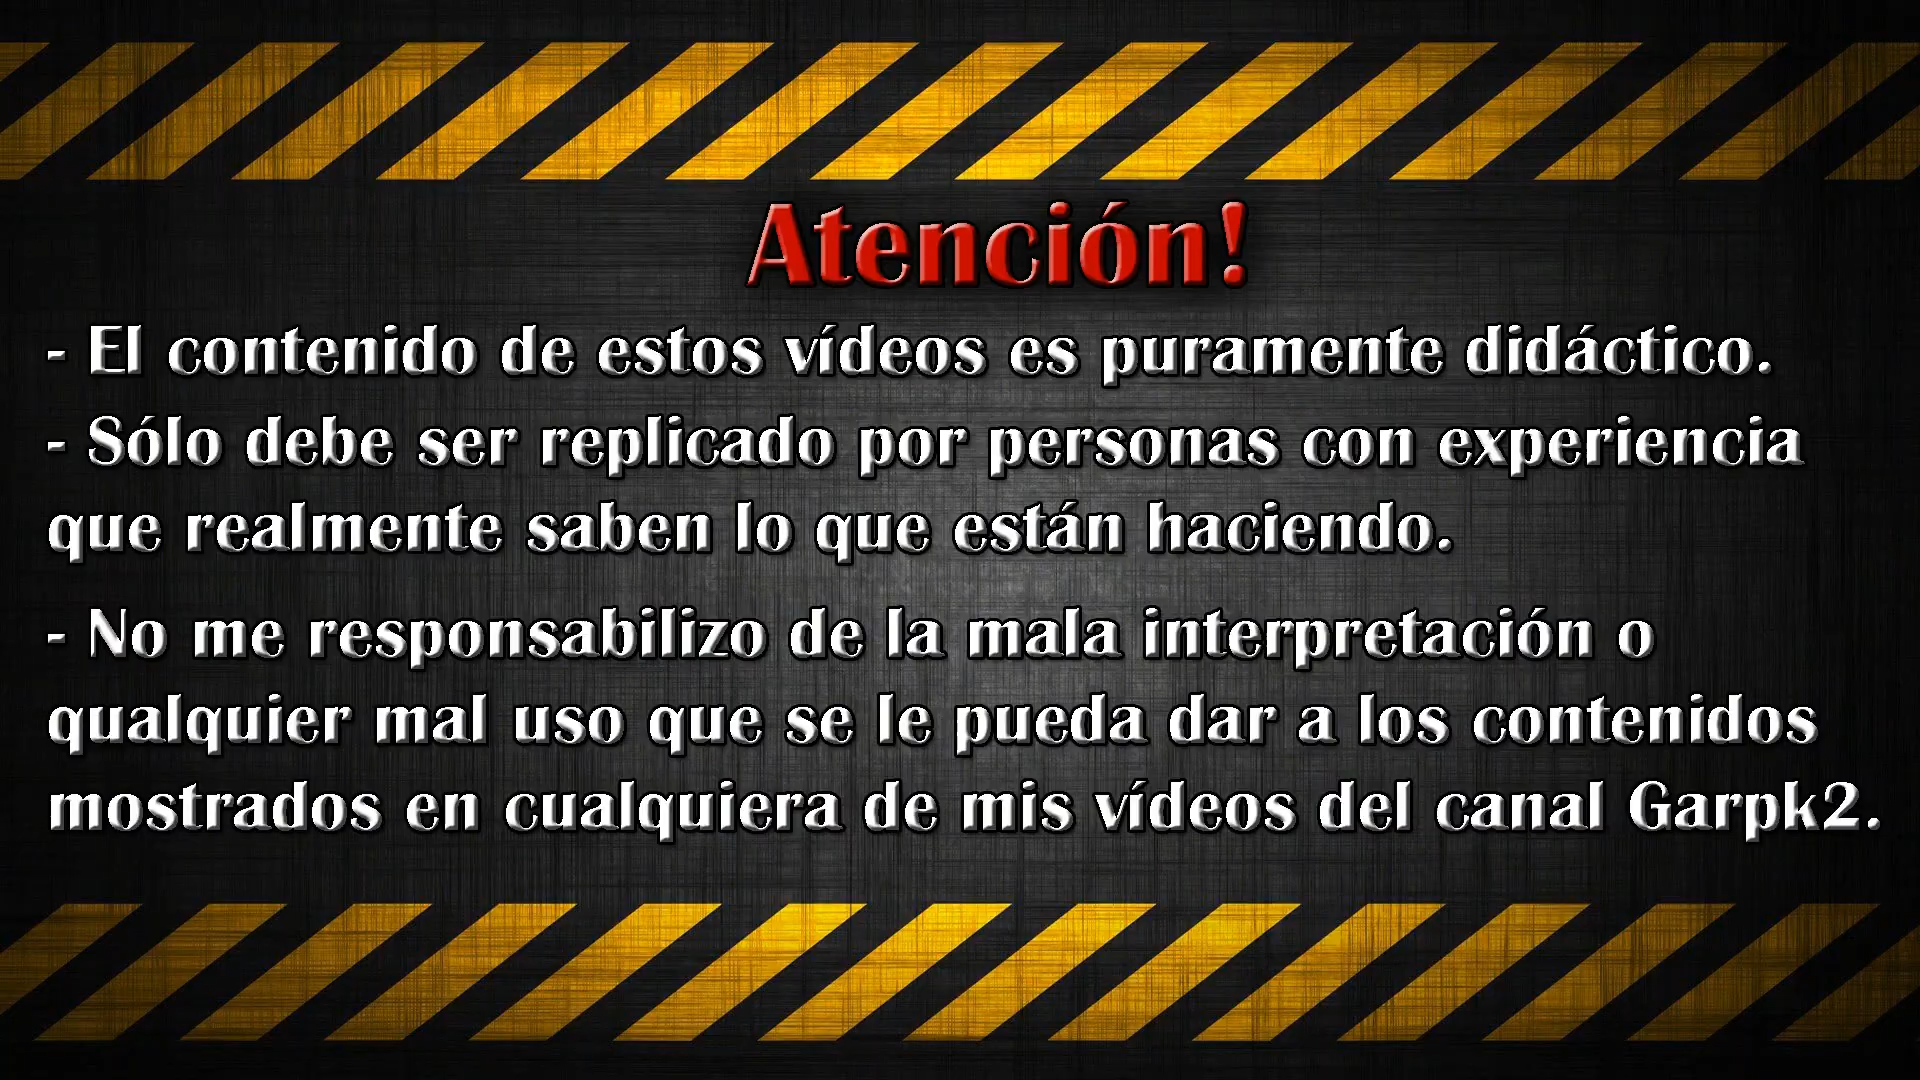 Atención!
- El contenido de estos vídeos es puramente didáctico.
- Sólo debe ser replicado por personas con experiencia
que realmente saben lo que están haciendo.
- No me responsabilizo de la mala interpretación o
qualquier mal uso que se le pueda dar a los contenidos
mostrados en cualquiera de mis vídeos del canal Garpk2.